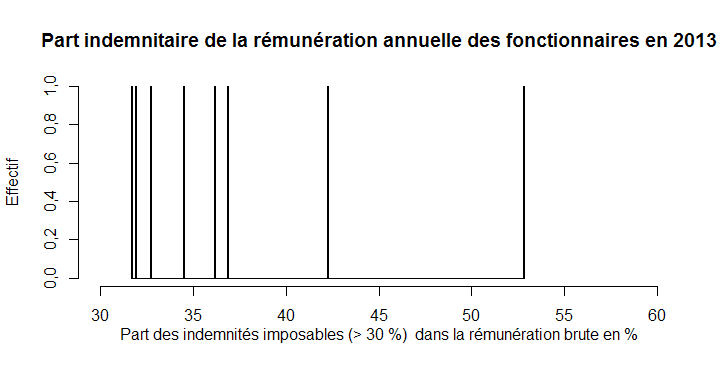 Part indemnitaire de la rémunération annuelle des fonctionnaires en 2013
Effectif
1,0
0,8
0,6
0,4
0,2
0,0
30 35 40 45 50 55 60
Part des indemnités imposables (> 30 %) dans la rémunération brute en %